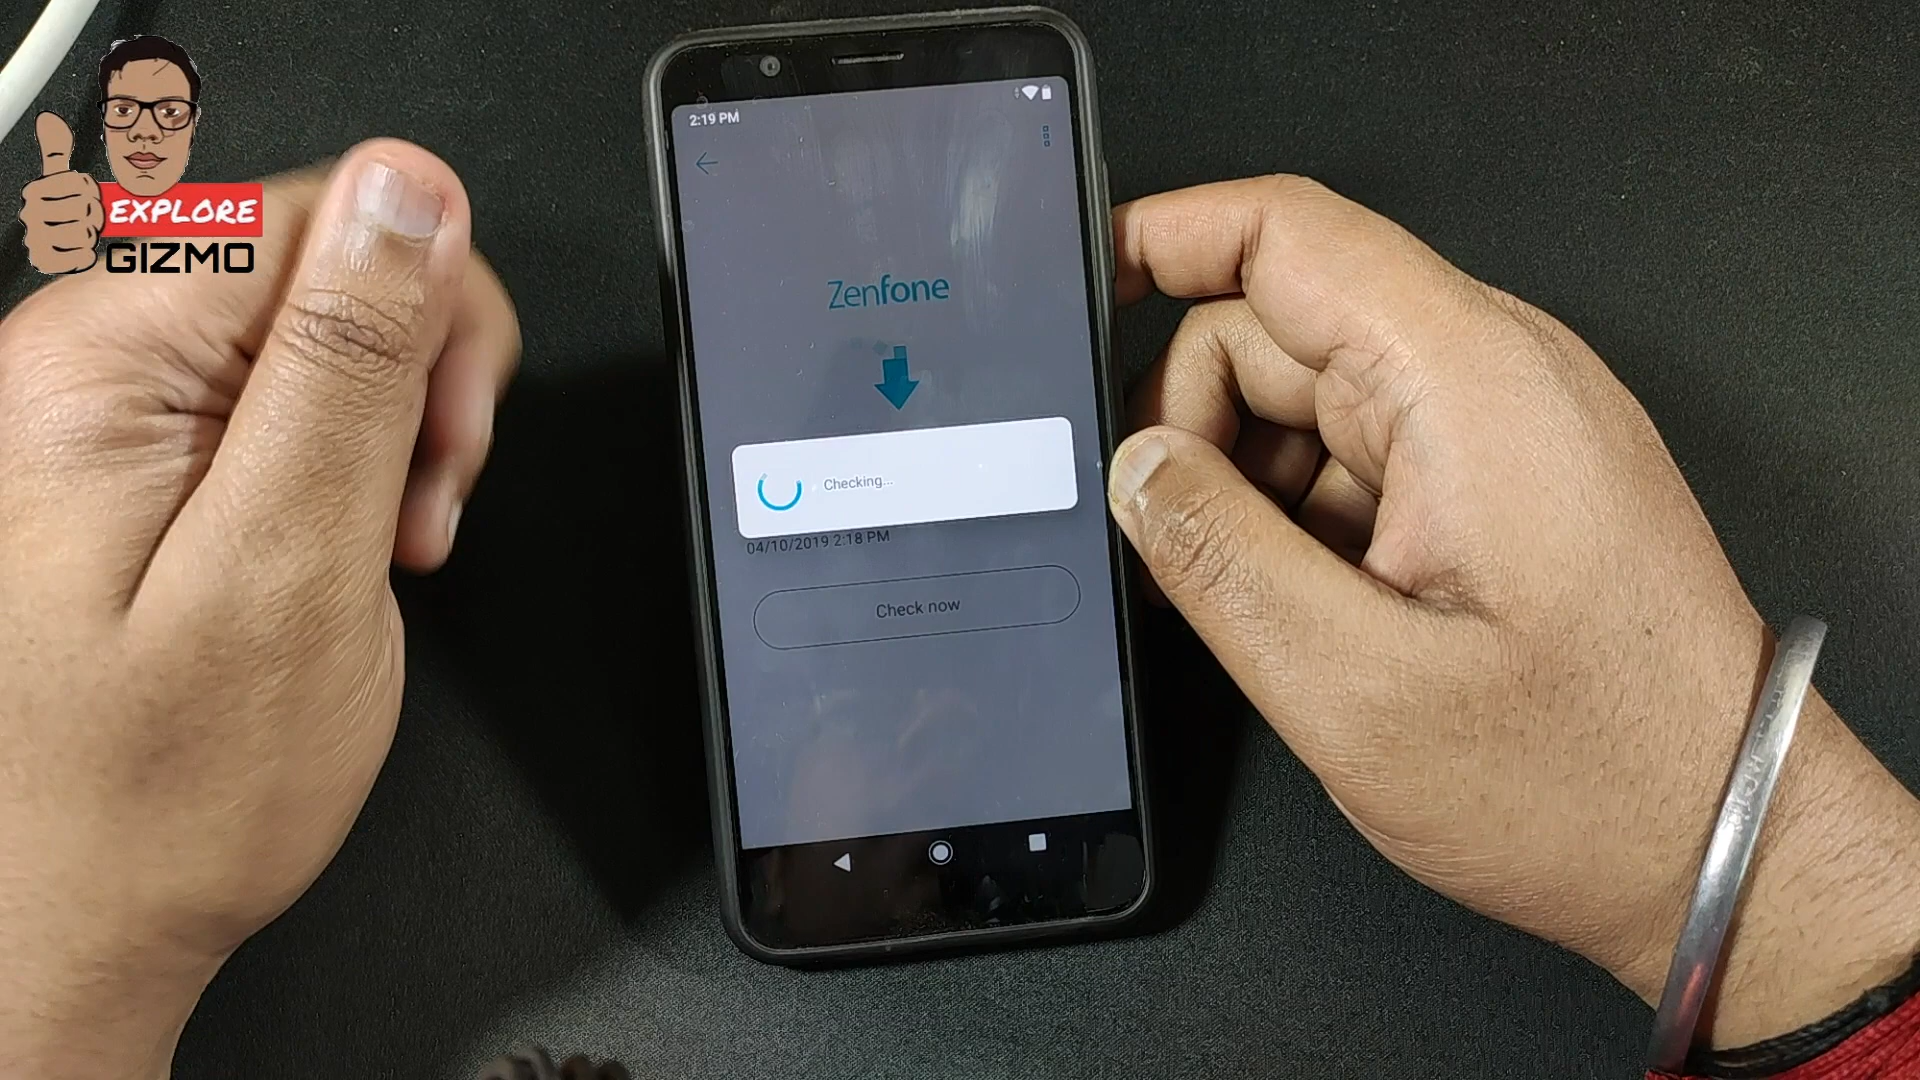 EXPLORE
GIZMO
2:19 PM
Zenfone
Checking...
04/10/2019 2:18 PM
Check now